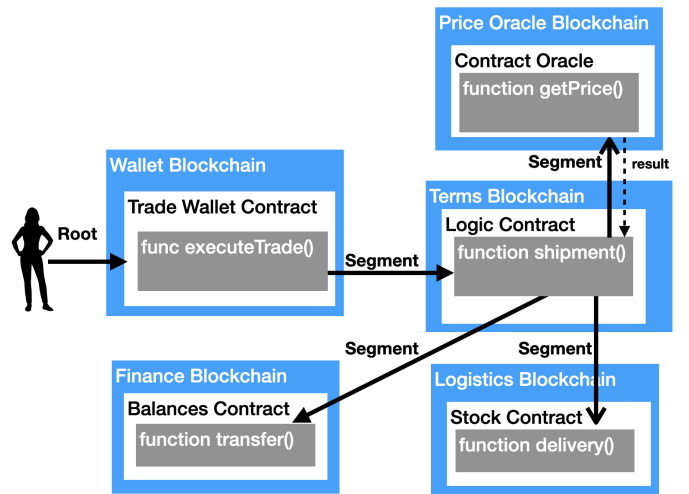 Price Oracle Blockchain
Contract Oracle
function getPrice()
Segment
result
Wallet Blockchain
Trade Wallet Contract
func executeTrade()
Root
Segment
Terms Blockchain
Logic Contract
function shipment()
Segment
Segment
Finance Blockchain
Balances Contract
function transfer()
Logistics Blockchain
Stock Contract
function delivery()